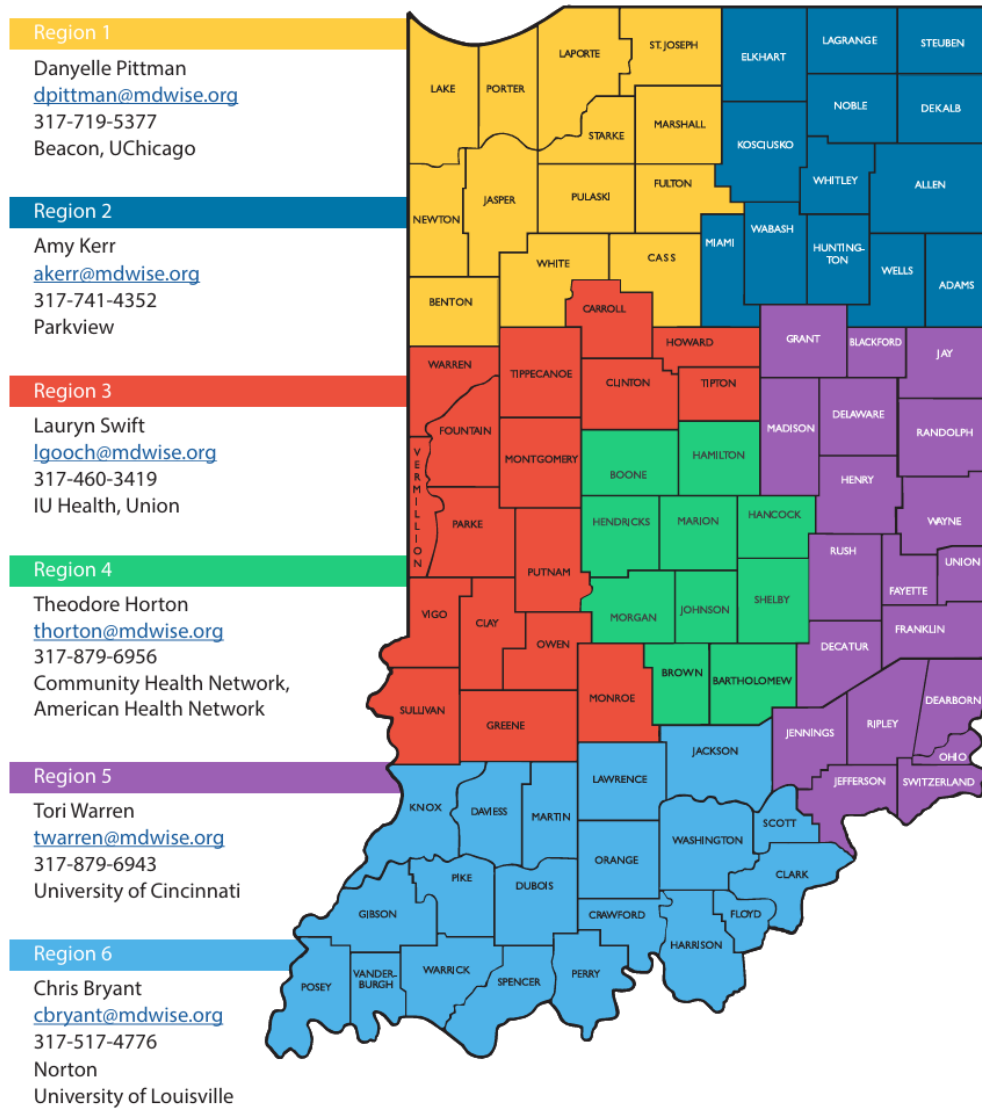 Region 1
Danyelle Pittman
dpittman@mdwise.org
317-719-5377
Beacon, UChicago
Region 2
Amy Kerr
akerr@mdwise.org
317-741-4352
Parkview
Region 3
Lauryn Swift
lgooch@mdwise.org
317-460-3419
IU Health, Union
Region 4
Theodore Horton
thorton@mdwise.org
317-879-6956
Community Health Network,
American Health Network
Region 5
Tori Warren
twarren@mdwise.org
317-879-6943
University of Cincinnati
Region 6
Chris Bryant
cbryant@mdwise.org
317-517-4776
Norton
University of Louisville
LAKE
PORTER
LAPORTE
ST. JOSEPH
ELKHART
LAGRANGE
STEUBEN
NOBLE
DEKALB
STARKE
MARSHALL
KOSCIUSKO
WHITLEY
ALLEN
NEWTON
JASPER
PULASKI
FULTON
MIAMI
WABASH
HUNTING-
TON
WELLS
ADAMS
BENTON
WHITE
CASS
CARROLL
HOWARD
GRANT
BLACKFORD
JAY
WARREN
TIPPECANOE
CLINTON
TIPTON
MADISON
DELAWARE
RANDOLPH
FOUNTAIN
VERMILLION
MONTGOMERY
BOONE
HAMILTON
HENRY
WAYNE
PARKE
PUTNAM
HENDRICKS
MARION
HANCOCK
RUSH
FAYETTE
UNION
VIGO
CLAY
OWEN
MORGAN
JOHNSON
SHELBY
DECATUR
FRANKLIN
SULLIVAN
GREENE
MONROE
BROWN
BARTHOLOMEW
JENNINGS
RIPLEY
DEARBORN
OHIO
JEFFERSON
SWITZERLAND
KNOX
DAVIESS
MARTIN
LAWRENCE
JACKSON
WASHINGTON
SCOTT
ORANGE
CLARK
GIBSON
PIKE
DUBOIS
CRAWFORD
FLOYD
HARRISON
POSEY
VANDER-
BURGH
WARRICK
SPENCER
PERRY